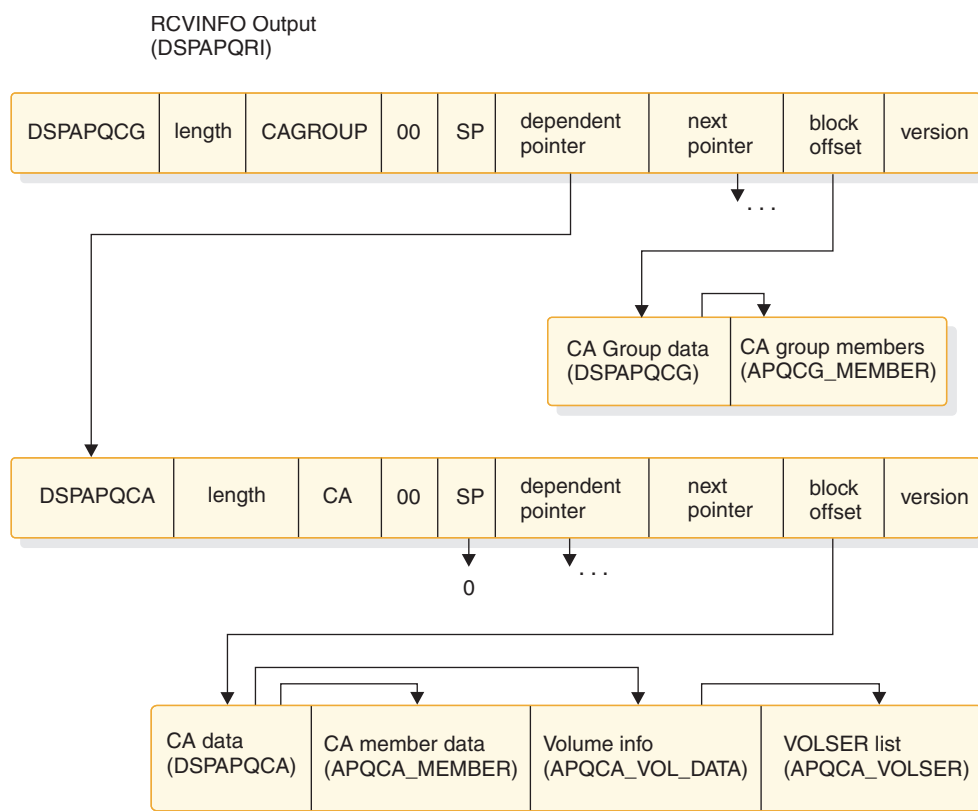 RCVINFO Output
(DSPAPQRI)
DSPAPQCG
length
CAGROUP
00
SP
dependent
pointer
next
pointer
block
offset
version
. . .
CA Group data
(DSPAPQCG)
CA group members
(APQCG_MEMBER)
DSPAPQCA
length
CA
00
SP
dependent
pointer
next
pointer
block
offset
version
0
. . .
CA data
(DSPAPQCA)
CA member data
(APQCA_MEMBER)
Volume info
(APQCA_VOL_DATA)
VOLSER list
(APQCA_VOLSER)